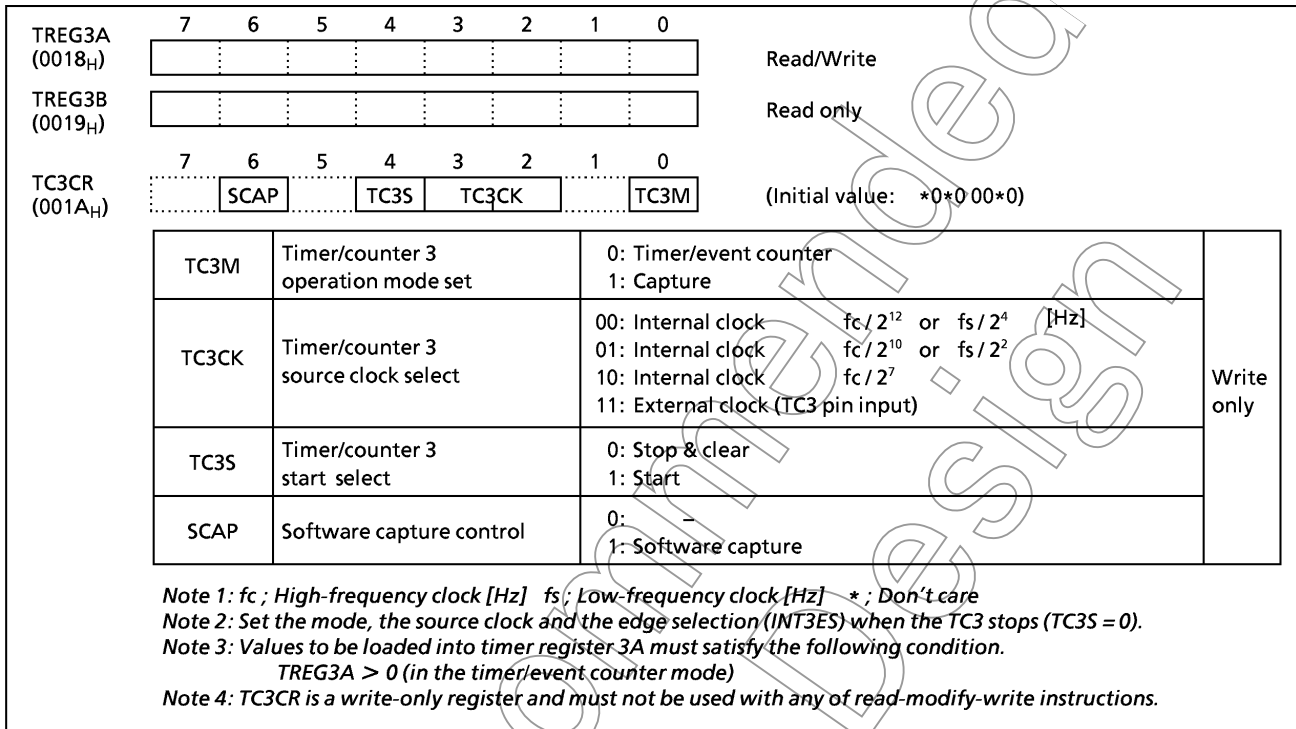 7 6 5 4 3 2 1 0
TREG3A
(0018H)
Read/Write
TREG3B
(0019H)
Read only
7 6 5 4 3 2 1 0
TC3CR
(001AH)
SCAP TC3S TC3CK TC3M
(Initial value: *0*0 00*0)
TC3M
Timer/counter 3
operation mode set
0: Timer/event counter
1: Capture
TC3CK
Timer/counter 3
source clock select
00: Internal clock fc / 2^12 or fs / 2^4 [Hz]
01: Internal clock fc / 2^10 or fs / 2^2
10: Internal clock fc / 2^7
11: External clock (TC3 pin input)
TC3S
Timer/counter 3
start select
0: Stop & clear
1: Start
SCAP
Software capture control
0: –
1: Software capture
Write
only
Note 1: fc ; High-frequency clock [Hz] fs ; Low-frequency clock [Hz] * ; Don't care
Note 2: Set the mode, the source clock and the edge selection (INT3ES) when the TC3 stops (TC3S = 0).
Note 3: Values to be loaded into timer register 3A must satisfy the following condition.
TREG3A > 0 (in the timer/event counter mode)
Note 4: TC3CR is a write-only register and must not be used with any of read-modify-write instructions.
ommended
Design